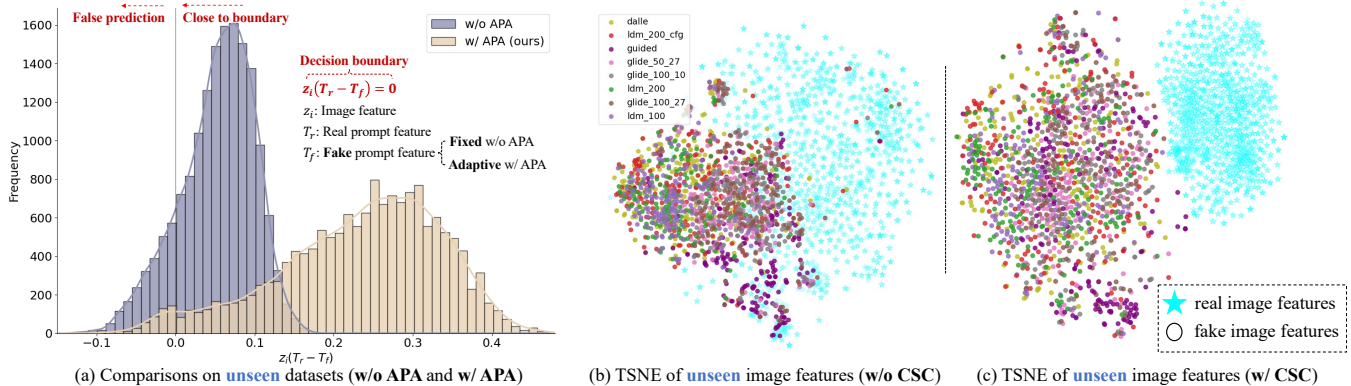 False prediction
Close to boundary
w/o APA
w/ APA (ours)
Decision boundary
z_i(T_r − T_f) = 0
z_i: Image feature
T_r: Real prompt feature
T_f: Fake prompt feature
Fixed w/o APA
Adaptive w/ APA
Frequency
1600
1400
1200
1000
800
600
400
200
0
−0.1 0.0 0.1 0.2 0.3 0.4
z_i(T_r − T_f)
(a) Comparisons on unseen datasets (w/o APA and w/ APA)
dalle
ldm_200_cfg
guided
glide_50_27
glide_100_10
ldm_200
glide_100_27
ldm_100
(b) TSNE of unseen image features (w/o CSC)
real image features
fake image features
(c) TSNE of unseen image features (w/ CSC)